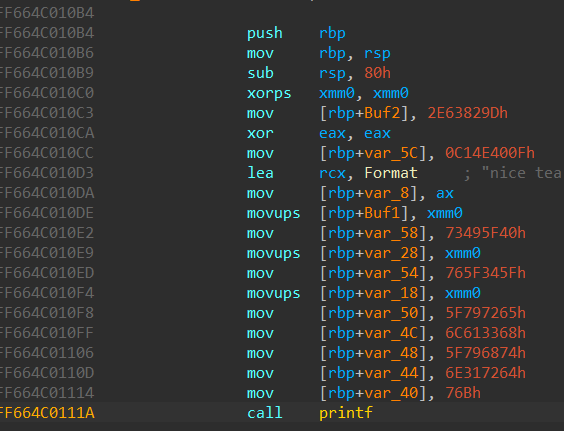 FF664C010B4
FF664C010B4 push rbp
FF664C010B6 mov rbp, rsp
FF664C010B9 sub rsp, 80h
FF664C010C0 xorps xmm0, xmm0
FF664C010C3 mov [rbp+Buf2], 2E63829Dh
FF664C010CA xor eax, eax
FF664C010CC mov [rbp+var_5C], 0C14E400Fh
FF664C010D3 lea rcx, Format ; "nice tea
FF664C010DA mov [rbp+var_8], ax
FF664C010DE movups [rbp+Buf1], xmm0
FF664C010E2 mov [rbp+var_58], 73495F40h
FF664C010E9 movups [rbp+var_28], xmm0
FF664C010ED mov [rbp+var_54], 765F345Fh
FF664C010F4 movups [rbp+var_18], xmm0
FF664C010F8 mov [rbp+var_50], 5F797265h
FF664C010FF mov [rbp+var_4C], 6C613368h
FF664C01106 mov [rbp+var_48], 5F796874h
FF664C0110D mov [rbp+var_44], 6E317264h
FF664C01114 mov [rbp+var_40], 76Bh
FF664C0111A call printf